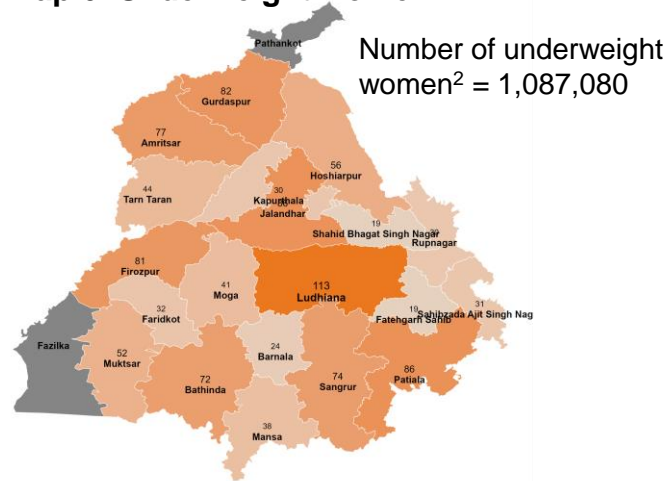 Pathankot
Number of underweight
women² = 1,087,080
82
Gurdaspur
77
Amritsar
56
Hoshiarpur
44
Tarn Taran
30
Kapurthala
Jalandhar
19
Shahid Bhagat Singh Nagar
Rupnagar
81
Firozpur
41
Moga
113
Ludhiana
32
Faridkot
19
Fatehgarh Sahib
31
Sahibzada Ajit Singh Nag
Fazilka
52
Muktsar
24
Barnala
72
Bathinda
74
Sangrur
86
Patiala
38
Mansa